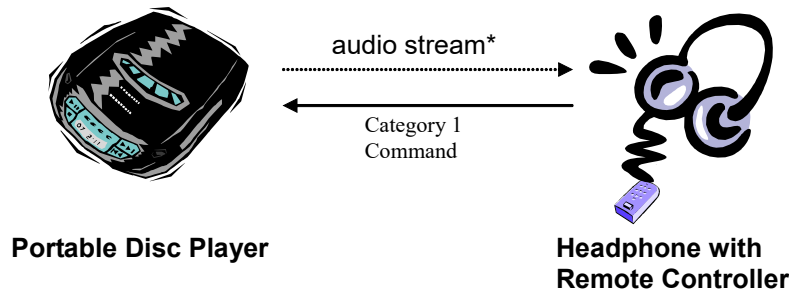 audio stream*
Category 1
Command
Portable Disc Player
Headphone with
Remote Controller